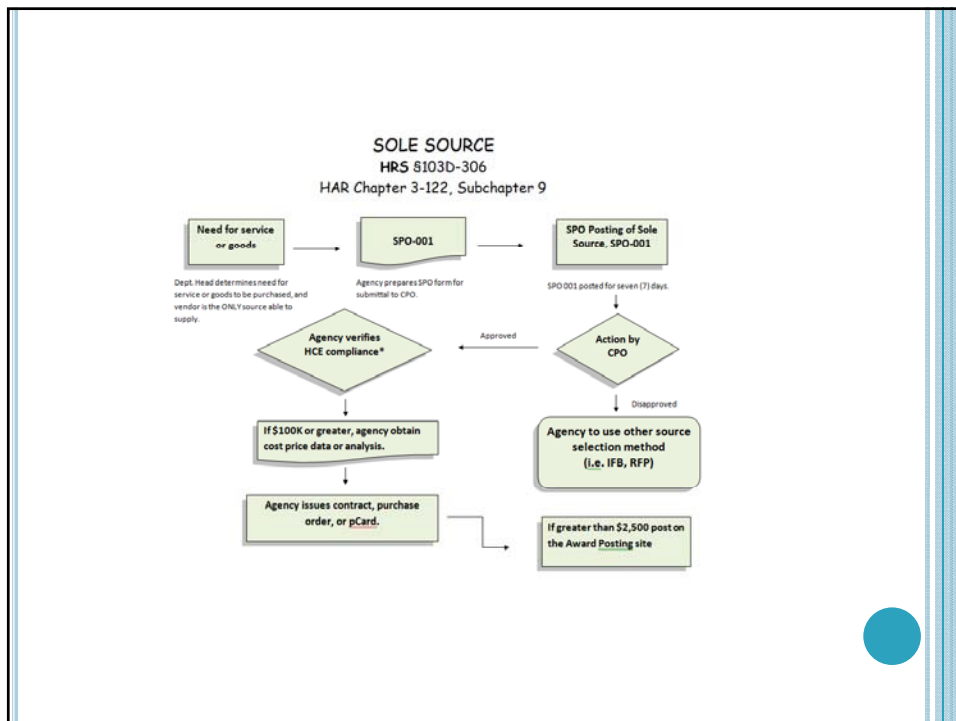 SOLE SOURCE
HRS §103D-306
HAR Chapter 3-122, Subchapter 9
Need for service
or goods
SPO-001
SPO Posting of Sole
Source, SPO-001
Dept. Head determines need for
service or goods to be purchased, and
vendor is the ONLY source able to
supply.
Agency prepares SPO form for
submittal to CPO.
SPO 001 posted for seven (7) days.
Agency verifies
HCE compliance*
Approved
Action by
CPO
Disapproved
If $100K or greater, agency obtain
cost price data or analysis.
Agency to use other source
selection method
(i.e. IFB, RFP)
Agency issues contract, purchase
order, or pCard.
If greater than $2,500 post on
the Award Posting site